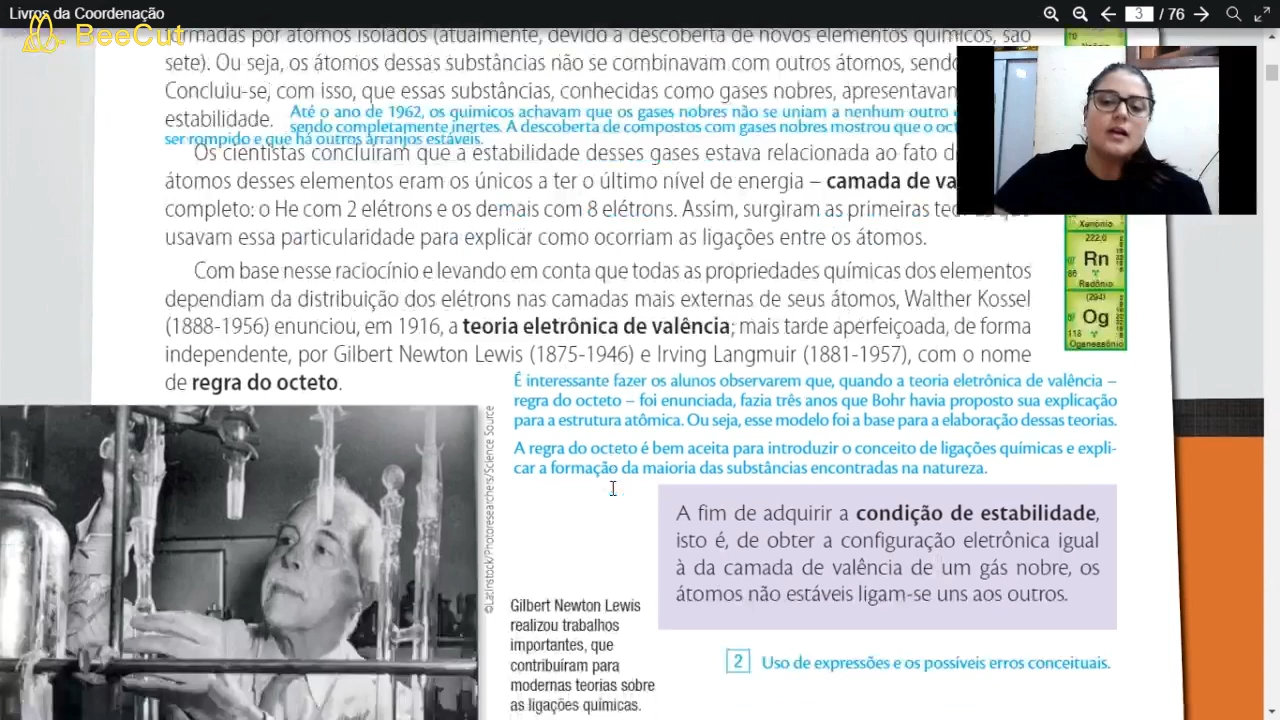 Livros da Coordenação
3 / 76
BeeCut
formadas por átomos isolados (atualmente, devido à descoberta de novos elementos químicos, são
sete). Ou seja, os átomos dessas substâncias não se combinavam com outros átomos, sendo
Concluiu-se, com isso, que essas substâncias, conhecidas como gases nobres, apresentavam
estabilidade.
Até o ano de 1962, os químicos achavam que os gases nobres não se uniam a nenhum outro
sendo completamente inertes. A descoberta de compostos com gases nobres mostrou que o oct
ser rompido e que há outros arranjos estáveis.
Os cientistas concluíram que a estabilidade desses gases estava relacionada ao fato d
átomos desses elementos eram os únicos a ter o último nível de energia – camada de va
completo: o He com 2 elétrons e os demais com 8 elétrons. Assim, surgiram as primeiras
usavam essa particularidade para explicar como ocorriam as ligações entre os átomos.
Com base nesse raciocínio e levando em conta que todas as propriedades químicas dos elementos
dependiam da distribuição dos elétrons nas camadas mais externas de seus átomos, Walther Kossel
(1888-1956) enunciou, em 1916, a teoria eletrônica de valência; mais tarde aperfeiçoada, de forma
independente, por Gilbert Newton Lewis (1875-1946) e Irving Langmuir (1881-1957), com o nome
de regra do octeto.
Xenônio
222,0
Rn
86
Radônio
(294)
Og
118
Oganessônio
É interessante fazer os alunos observarem que, quando a teoria eletrônica de valência –
regra do octeto – foi enunciada, fazia três anos que Bohr havia proposto sua explicação
para a estrutura atômica. Ou seja, esse modelo foi a base para a elaboração dessas teorias.
A regra do octeto é bem aceita para introduzir o conceito de ligações químicas e expli-
car a formação da maioria das substâncias encontradas na natureza.
©Latinstock/Photoresearchers/Science Source
A fim de adquirir a condição de estabilidade,
isto é, de obter a configuração eletrônica igual
à da camada de valência de um gás nobre, os
átomos não estáveis ligam-se uns aos outros.
Gilbert Newton Lewis
realizou trabalhos
importantes, que
contribuíram para
modernas teorias sobre
as ligações químicas.
2 Uso de expressões e os possíveis erros conceituais.